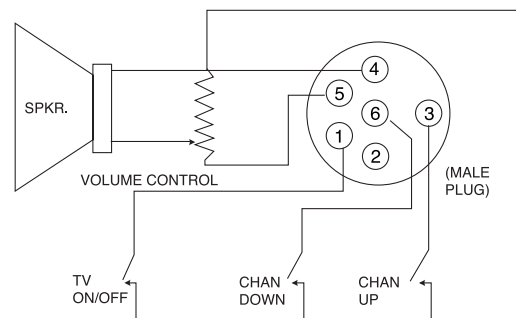 SPKR.
4
5
6
3
1
2
VOLUME CONTROL
(MALE
PLUG)
TV
ON/OFF
CHAN
DOWN
CHAN
UP